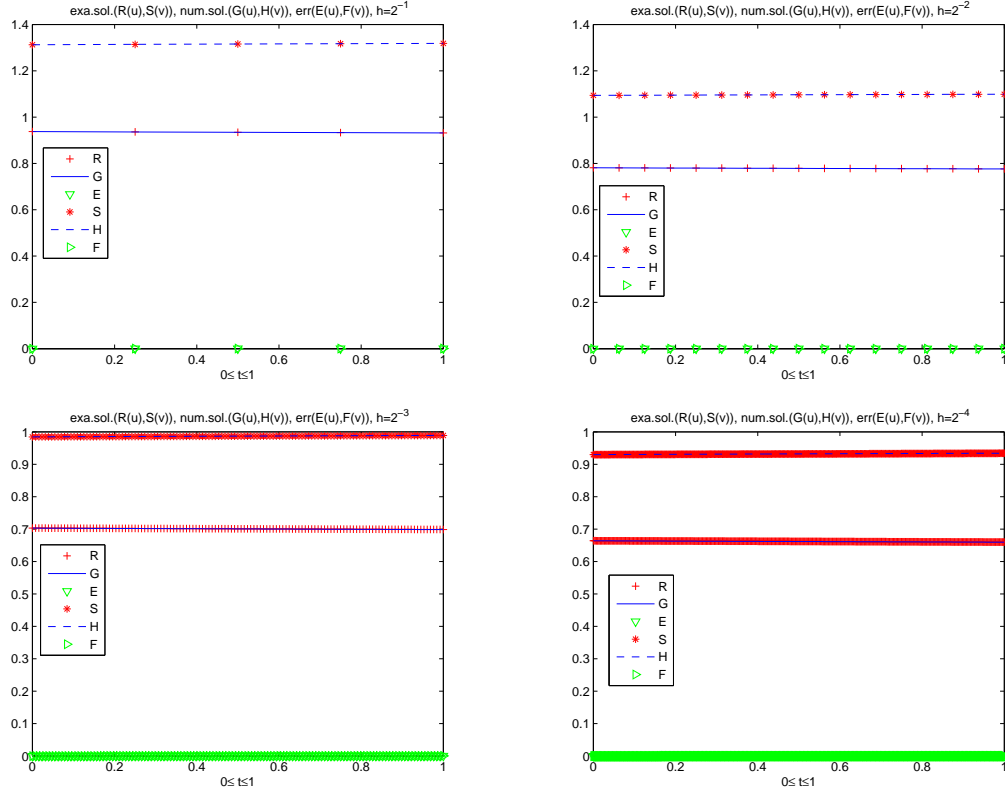 exa.sol.(R(u),S(v)), num.sol.(G(u),H(v)), err(E(u),F(v)), h=2⁻¹
1.4
1.2
1
0.8
0.6
0.4
0.2
0
R
G
E
S
H
F
0 0.2 0.4 0.6 0.8 1
0≤ t≤1
exa.sol.(R(u),S(v)), num.sol.(G(u),H(v)), err(E(u),F(v)), h=2⁻²
1.4
1.2
1
0.8
0.6
0.4
0.2
0
R
G
E
S
H
F
0 0.2 0.4 0.6 0.8 1
0≤ t≤1
exa.sol.(R(u),S(v)), num.sol.(G(u),H(v)), err(E(u),F(v)), h=2⁻³
1
0.9
0.8
0.7
0.6
0.5
0.4
0.3
0.2
0.1
0
R
G
E
S
H
F
0 0.2 0.4 0.6 0.8 1
0≤ t≤1
exa.sol.(R(u),S(v)), num.sol.(G(u),H(v)), err(E(u),F(v)), h=2⁻⁴
1
0.9
0.8
0.7
0.6
0.5
0.4
0.3
0.2
0.1
0
R
G
E
S
H
F
0 0.2 0.4 0.6 0.8 1
0≤ t≤1